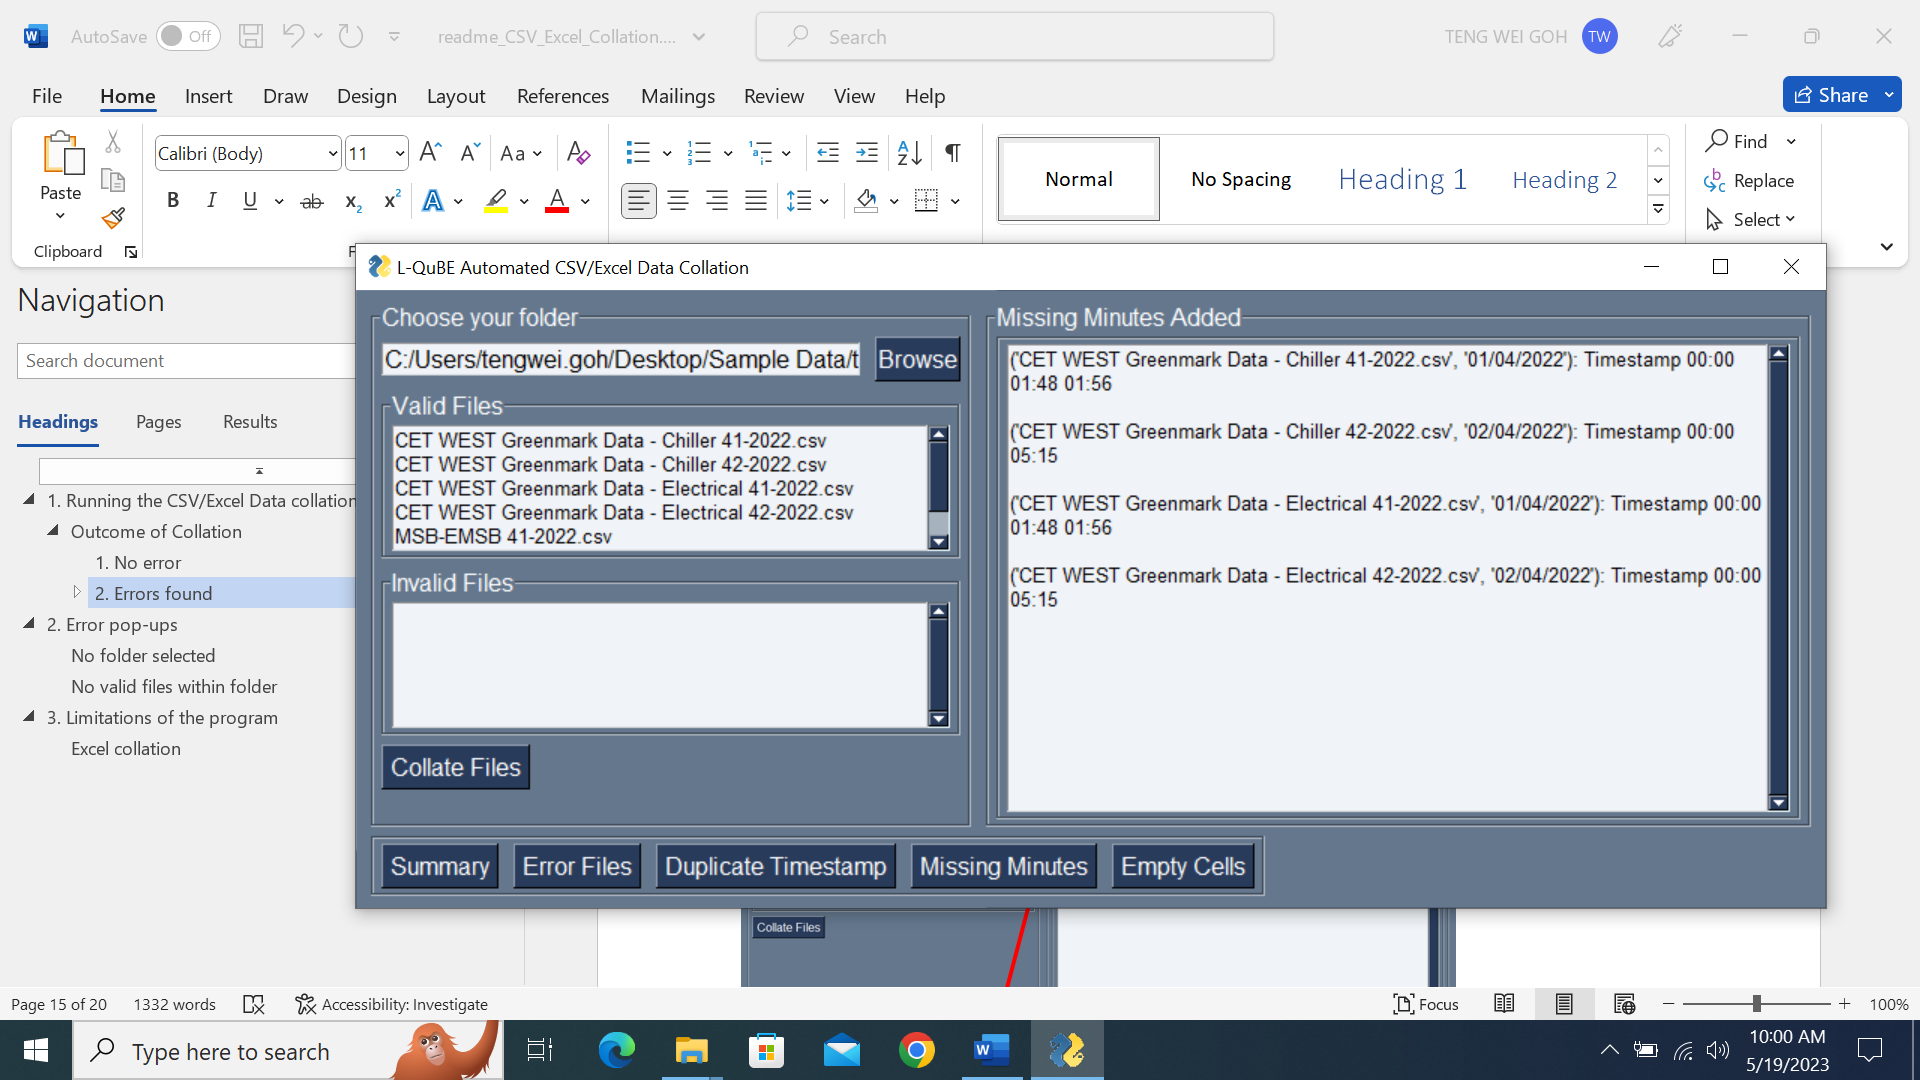 AutoSave Off
readme_CSV_Excel_Collation....
Search
TENG WEI GOH TW
File Home Insert Draw Design Layout References Mailings Review View Help
Share
Paste
Clipboard
Calibri (Body) 11
Normal
No Spacing
Heading 1
Heading 2
Find
Replace
Select
Navigation
Search document
Headings Pages Results
1. Running the CSV/Excel Data collation
Outcome of Collation
1. No error
2. Errors found
2. Error pop-ups
No folder selected
No valid files within folder
3. Limitations of the program
Excel collation
L-QuBE Automated CSV/Excel Data Collation
Choose your folder
C:/Users/tengwei.goh/Desktop/Sample Data/t
Browse
Valid Files
CET WEST Greenmark Data - Chiller 41-2022.csv
CET WEST Greenmark Data - Chiller 42-2022.csv
CET WEST Greenmark Data - Electrical 41-2022.csv
CET WEST Greenmark Data - Electrical 42-2022.csv
MSB-EMSB 41-2022.csv
Invalid Files
Collate Files
Missing Minutes Added
('CET WEST Greenmark Data - Chiller 41-2022.csv', '01/04/2022'): Timestamp 00:00
01:48 01:56
('CET WEST Greenmark Data - Chiller 42-2022.csv', '02/04/2022'): Timestamp 00:00
05:15
('CET WEST Greenmark Data - Electrical 41-2022.csv', '01/04/2022'): Timestamp 00:00
01:48 01:56
('CET WEST Greenmark Data - Electrical 42-2022.csv', '02/04/2022'): Timestamp 00:00
05:15
Summary
Error Files
Duplicate Timestamp
Missing Minutes
Empty Cells
Collate Files
Page 15 of 20
1332 words
Accessibility: Investigate
Focus
100%
Type here to search
10:00 AM
5/19/2023